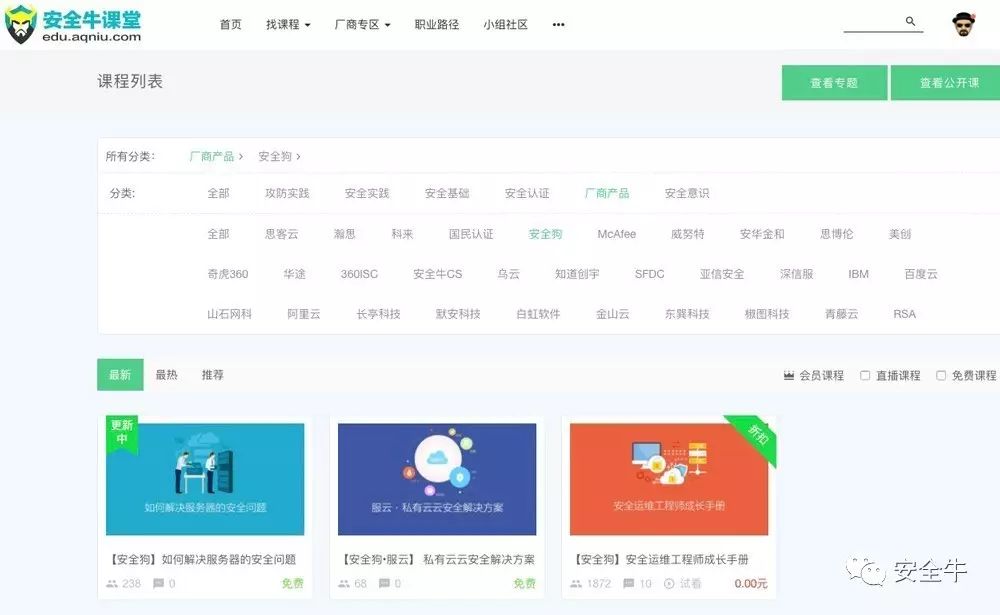 安全牛课堂
edu.aqniu.com
首页 找课程 厂商专区 职业路径 小组社区 •••
课程列表
查看专题 查看公开课
所有分类: 厂商产品 › 安全狗 ›
分类: 全部 攻防实践 安全实践 安全基础 安全认证 厂商产品 安全意识
全部 思客云 瀚思 科来 国民认证 安全狗 McAfee 威努特 安华金和 思博伦 美创
奇虎360 华途 360ISC 安全牛CS 乌云 知道创宇 SFDC 亚信安全 深信服 IBM 百度云
山石网科 阿里云 长亭科技 默安科技 白虹软件 金山云 东巽科技 椒图科技 青藤云 RSA
最新 最热 推荐 会员课程 直播课程 免费课程
更新中
如何解决服务器的安全问题
【安全狗】如何解决服务器的安全问题
238 0 免费
服云·私有云云安全解决方案
【安全狗•服云】 私有云云安全解决方案
68 0 免费
折扣
安全运维工程师成长手册
【安全狗】安全运维工程师成长手册
1872 10 试看 0.00元
安全牛